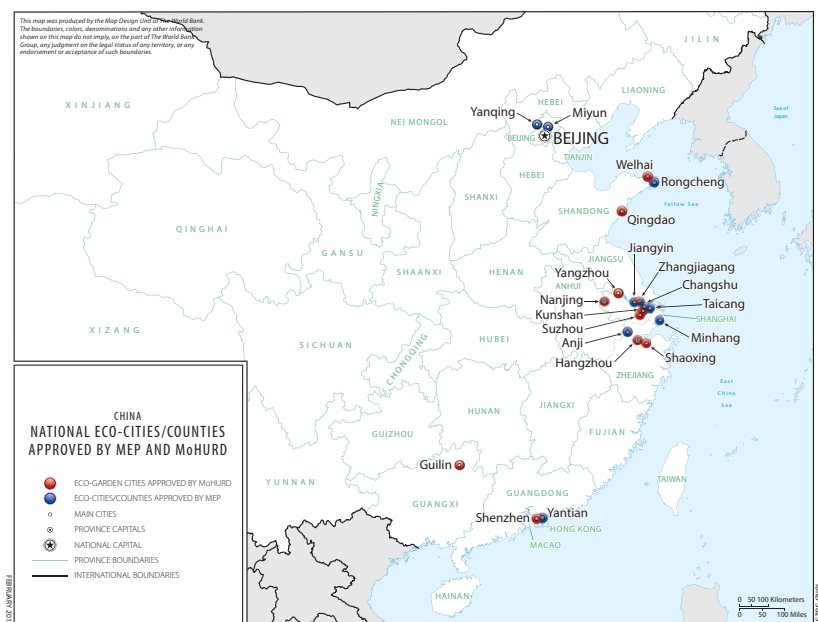 This map was produced by the Map Design Unit of The World Bank.
The boundaries, colors, denominations and any other information
shown on this map do not imply, on the part of The World Bank
Group, any judgment on the legal status of any territory, or any
endorsement or acceptance of such boundaries.
JILIN
XINJIANG
LIAONING
HEBEI
Sea of
Japan
NEI MONGOL
Yanqing
Miyun
BEIJING
BEIJING
TIANJIN
Welhai
HEBEI
Rongcheng
NINGXIA
SHANXI
Yellow Sea
SHANDONG
Qingdao
QINGHAI
GANSU
Jiangyin
JIANGSU
Zhangjiagang
SHAANXI
HENAN
Yangzhou
ANHUI
Changshu
Nanjing
Taicang
Kunshan
SHANGHAI
Suzhou
XIZANG
SICHUAN
HUBEI
Anji
Minhang
CHONGQING
Hangzhou
Shaoxing
ZHEJIANG
East
China
Sea
HUNAN
JIANGXI
GUIZHOU
FUJIAN
Guilin
YUNNAN
TAIWAN
GUANGXI
GUANGDONG
Shenzhen
Yantian
HONG KONG
MACAO
HAINAN
CHINA
NATIONAL ECO-CITIES/COUNTIES
APPROVED BY MEP AND MoHURD
ECO-GARDEN CITIES APPROVED BY MoHURD
ECO-CITIES/COUNTIES APPROVED BY MEP
MAIN CITIES
PROVINCE CAPITALS
NATIONAL CAPITAL
PROVINCE BOUNDARIES
INTERNATIONAL BOUNDARIES
0 50 100 Kilometers
0 50 100 Miles
FEBRUARY 201